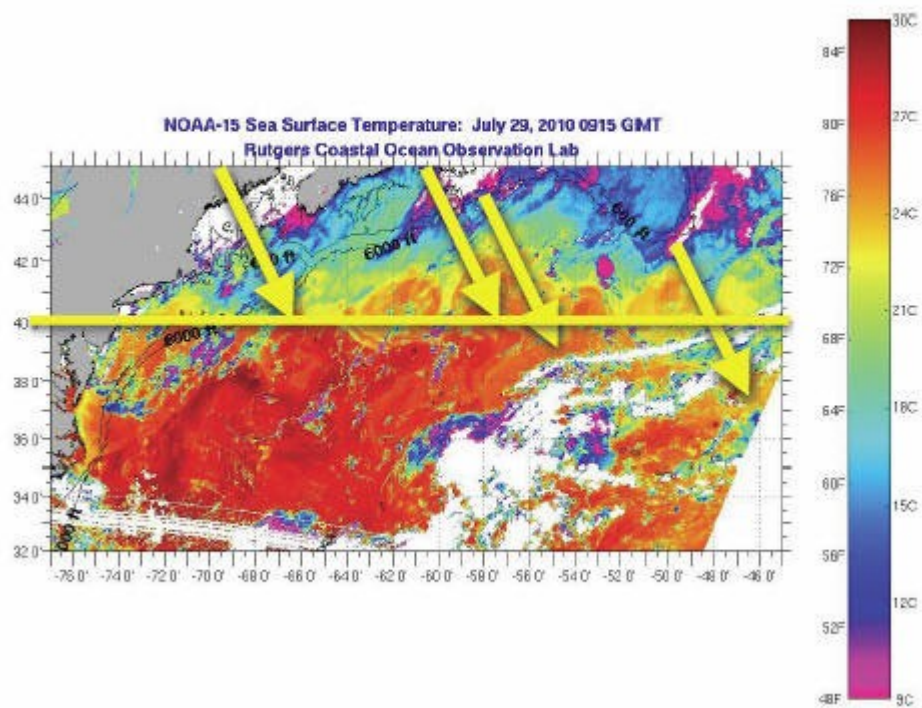 30C
84F
NOAA-15 Sea Surface Temperature: July 29, 2010 0915 GMT
Rutgers Coastal Ocean Observation Lab
27C
80F
76F
24C
72F
21C
68F
18C
64F
15C
60F
56F
12C
52F
9C
48F
44 0'
42 0'
40
38 0'
36 0'
34 0'
32 0'
600 ft
6000 ft
6000 ft
-76 0' -74 0' -72 0' -70 0' -68 0' -66 0' -64 0' -62 0' -60 0' -58 0' -56 0' -54 0' -52 0' -50 0' -48 0' -46 0'